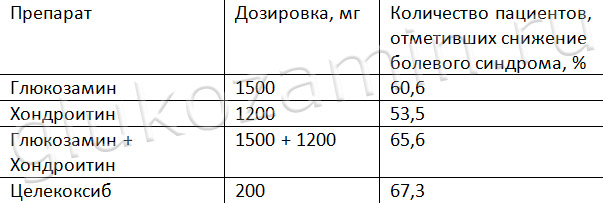 Препарат Дозировка, мг Количество пациентов,
отметивших снижение
болевого синдрома, %
Глюкозамин 1500 60,6
Хондроитин 1200 53,5
Глюкозамин + 1500 + 1200 65,6
Хондроитин
Целекоксиб 200 67,3
glukozamin.ru